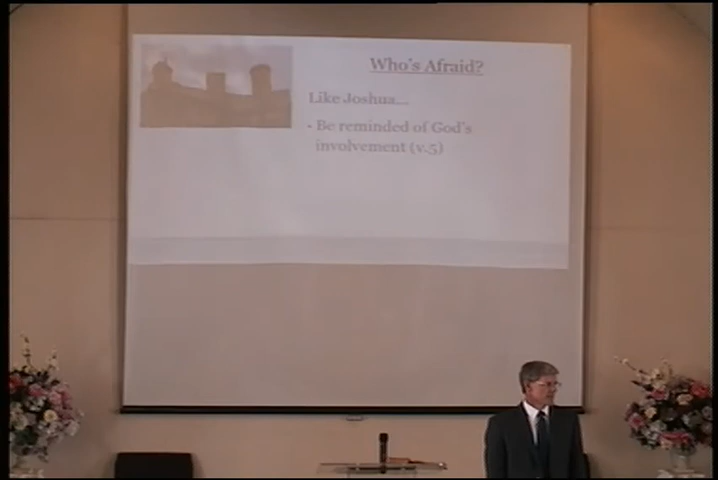 Who's Afraid?
Like Joshua...
- Be reminded of God's
involvement (v.5)